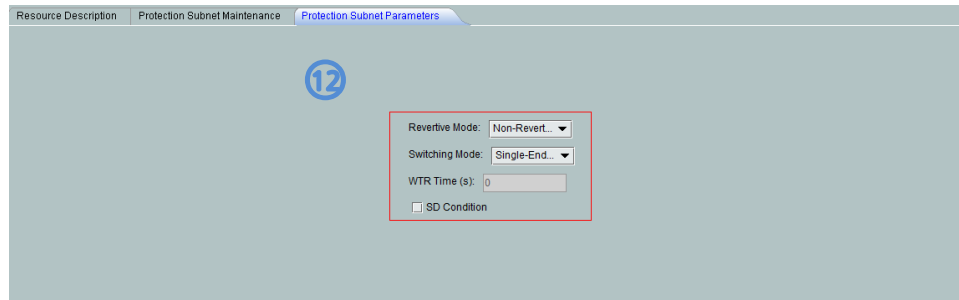 Resource Description Protection Subnet Maintenance Protection Subnet Parameters
12
Revertive Mode: Non-Revert...
Switching Mode: Single-End...
WTR Time (s): 0
SD Condition